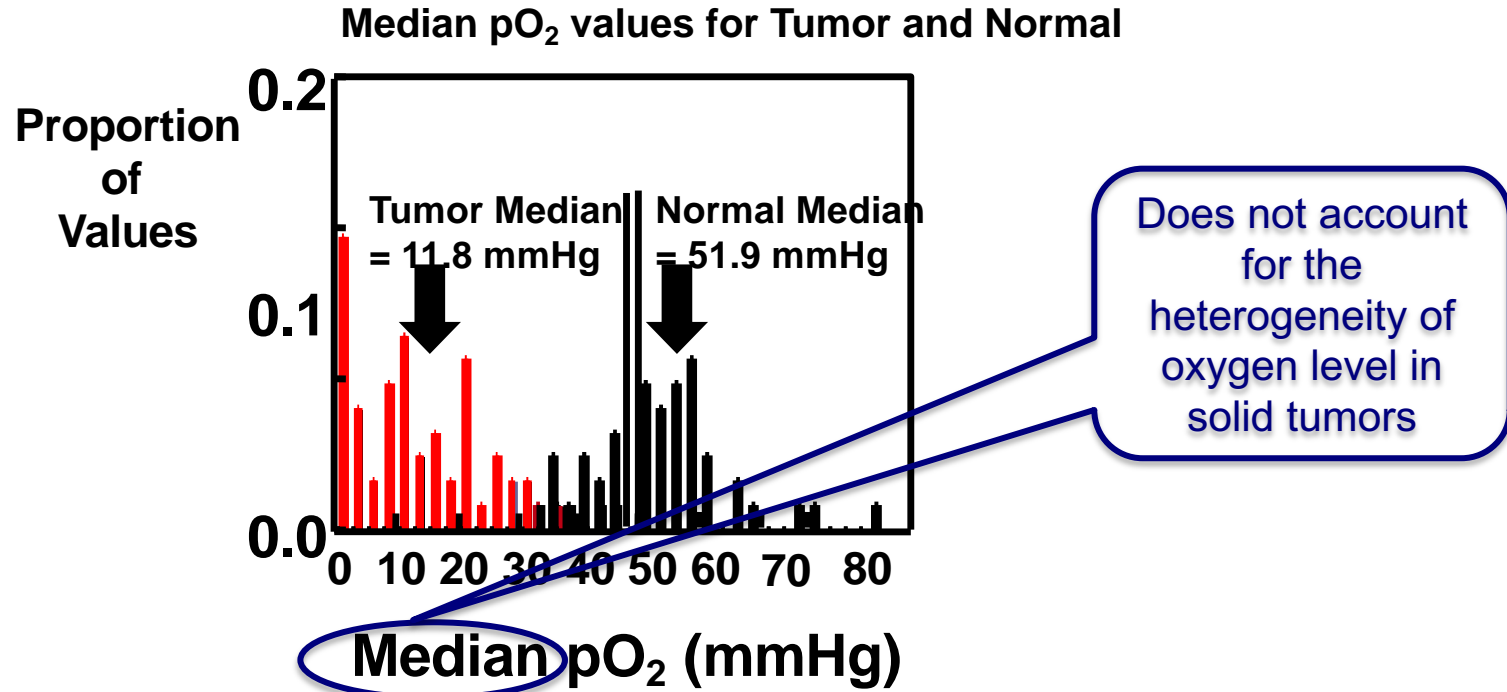 Median pO₂ values for Tumor and Normal
Proportion
of
Values
0.2
0.1
0.0
Tumor Median
= 11.8 mmHg
Normal Median
= 51.9 mmHg
0 10 20 30 40 50 60 70 80
Median pO₂ (mmHg)
Does not account
for the
heterogeneity of
oxygen level in
solid tumors